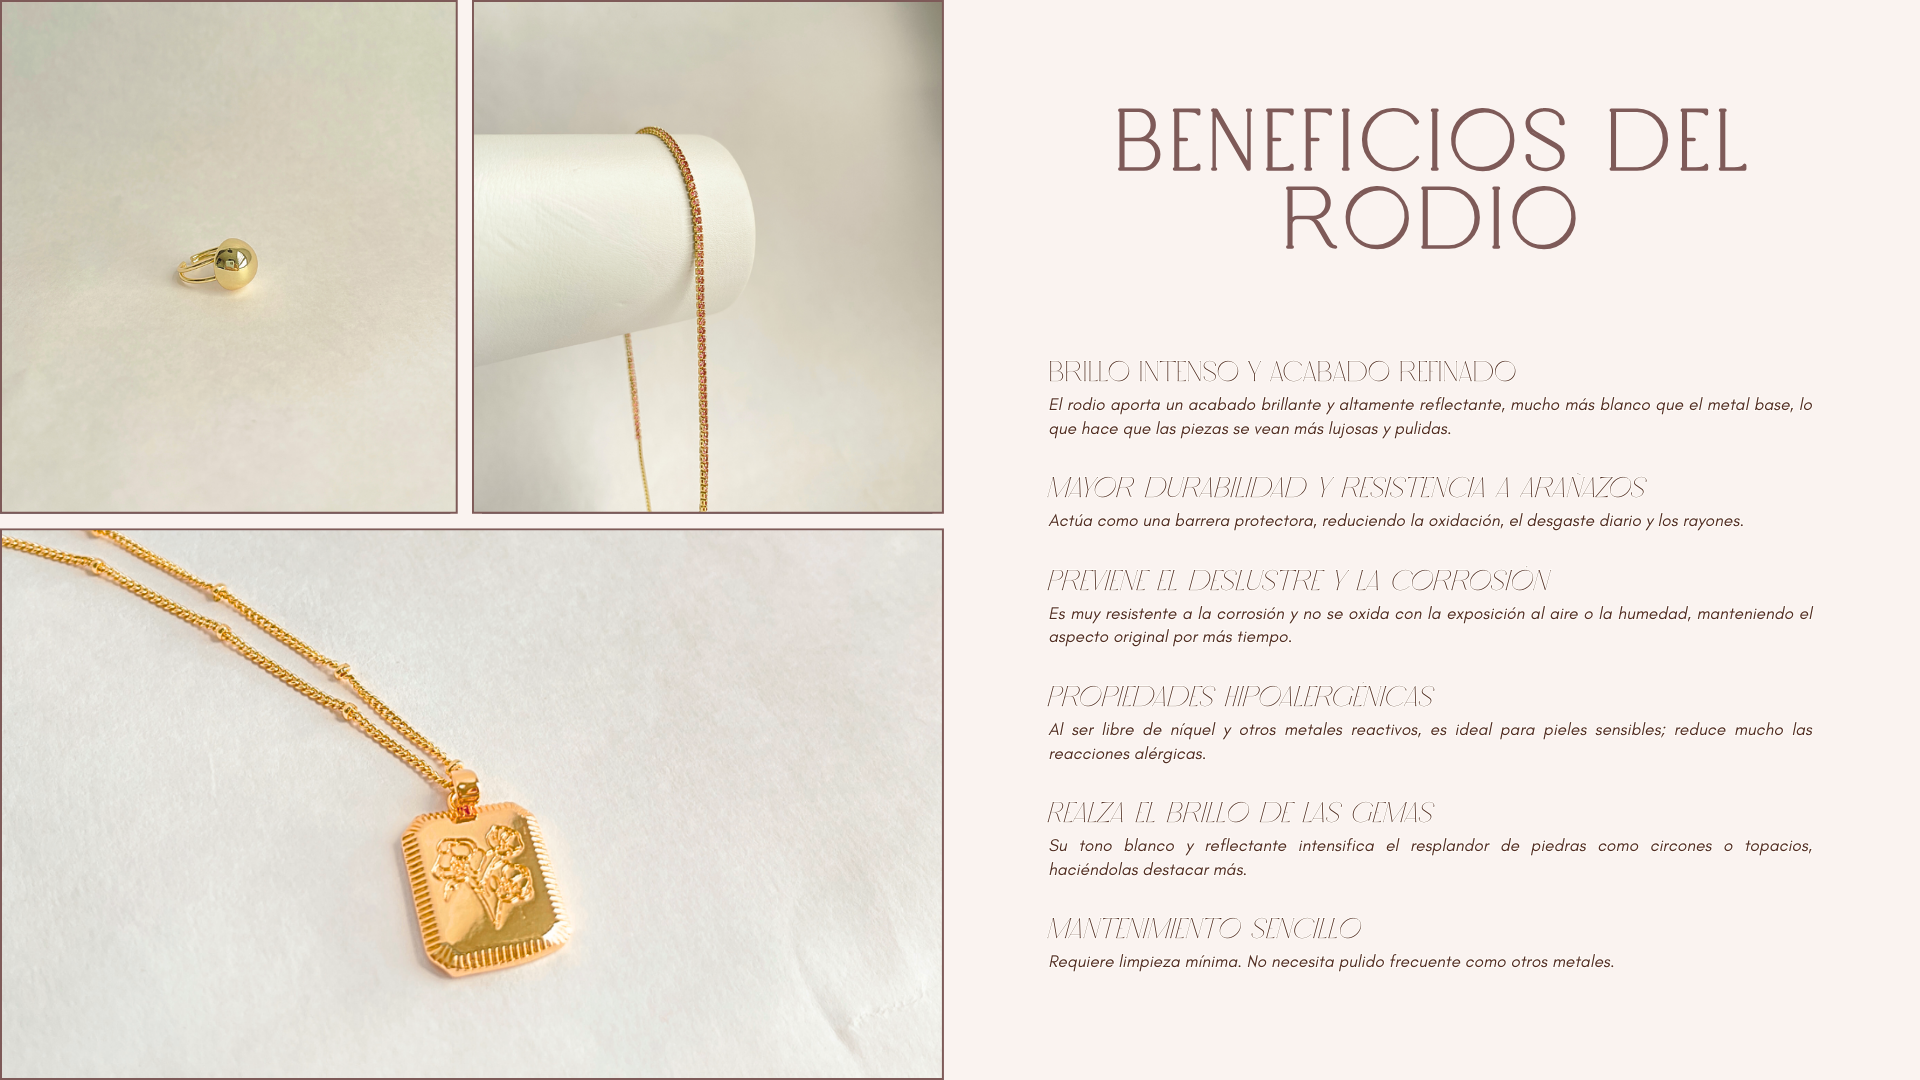 BENEFICIOS DEL
RODIO
BRILLO INTENSO Y ACABADO REFINADO
El rodio aporta un acabado brillante y altamente reflectante, mucho más blanco que el metal base, lo
que hace que las piezas se vean más lujosas y pulidas.
MAYOR DURABILIDAD Y RESISTENCIA A ARAÑAZOS
Actúa como una barrera protectora, reduciendo la oxidación, el desgaste diario y los rayones.
PREVIENE EL DESLUSTRE Y LA CORROSIÓN
Es muy resistente a la corrosión y no se oxida con la exposición al aire o la humedad, manteniendo el
aspecto original por más tiempo.
PROPIEDADES HIPOALERGÉNICAS
Al ser libre de níquel y otros metales reactivos, es ideal para pieles sensibles; reduce mucho las
reacciones alérgicas.
REALZA EL BRILLO DE LAS GEMAS
Su tono blanco y reflectante intensifica el resplandor de piedras como circones o topacios,
haciéndolas destacar más.
MANTENIMIENTO SENCILLO
Requiere limpieza mínima. No necesita pulido frecuente como otros metales.